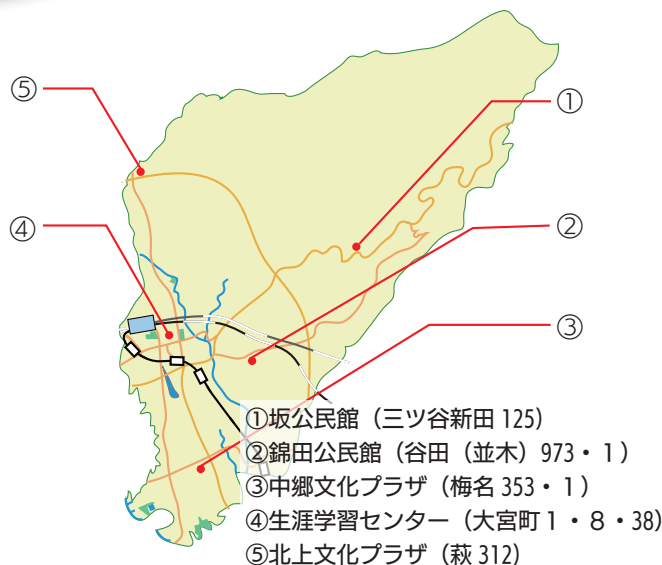 ⑤
①
④
②
③
①坂公民館（三ツ谷新田 125）
②錦田公民館（谷田（並木）973・1）
③中郷文化プラザ（梅名 353・1）
④生涯学習センター（大宮町1・8・38）
⑤北上文化プラザ（萩 312）